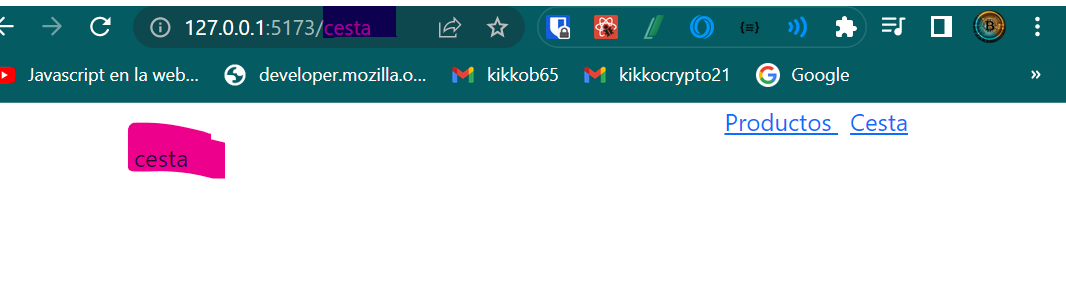 127.0.0.1:5173/cesta
Javascript en la web... developer.mozilla.o... kikkob65 kikkocrypto21 Google »
Productos Cesta
cesta